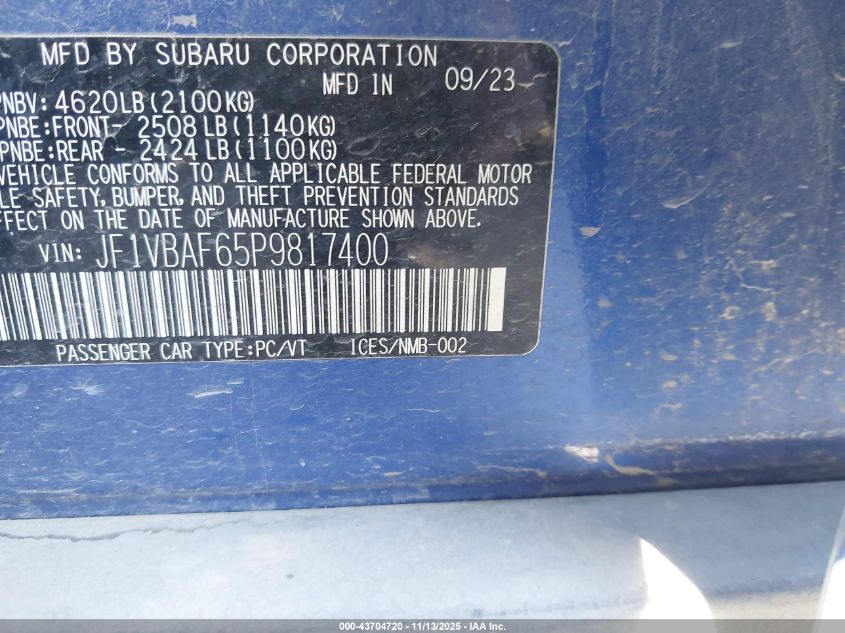 MFD BY SUBARU CORPORATION
MFD IN 09/23
PNBV: 4620LB(2100KG)
PNBE:FRONT- 2508 LB(1140KG)
PNBE:REAR - 2424 LB(1100KG)
VEHICLE CONFORMS TO ALL APPLICABLE FEDERAL MOTOR
LE SAFETY, BUMPER, AND THEFT PREVENTION STANDARDS
EFFECT ON THE DATE OF MANUFACTURE SHOWN ABOVE.
VIN: JF1VBAF65P9817400
PASSENGER CAR TYPE:PC/VT ICES/NMB-002
000-43704720 - 11/13/2025 - IAA Inc.